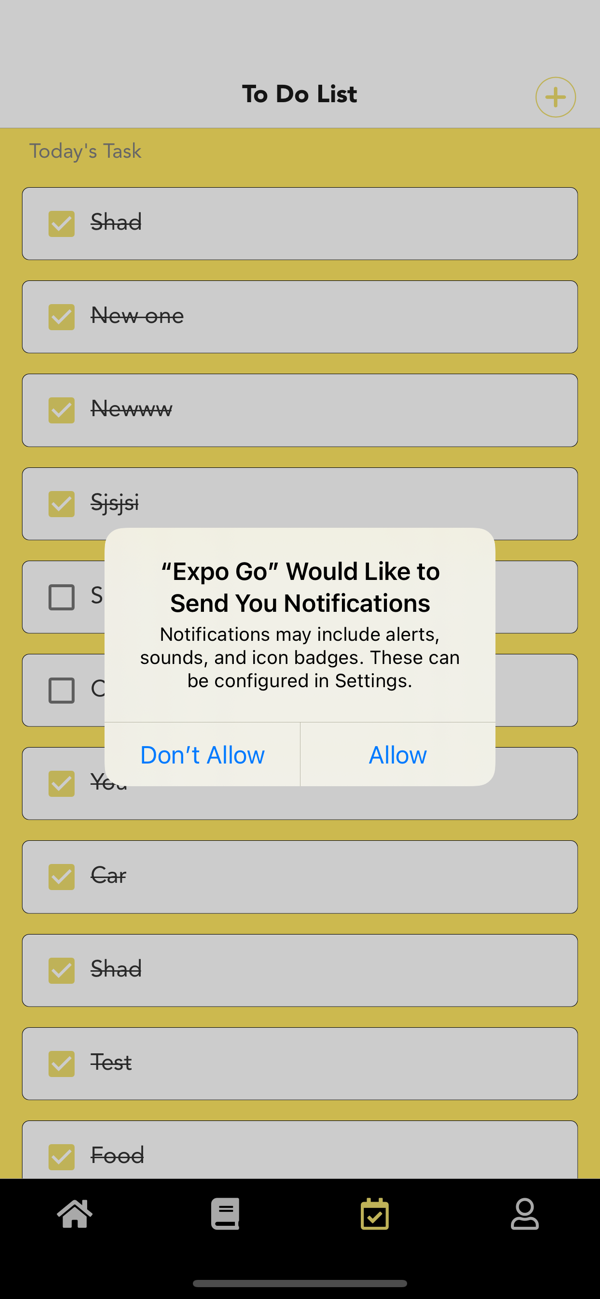 To Do List
Today's Task
Shad
New one
Newww
Sjsjsi
“Expo Go” Would Like to
Send You Notifications
Notifications may include alerts,
sounds, and icon badges. These can
be configured in Settings.
Don’t Allow
Allow
You
Car
Shad
Test
Food